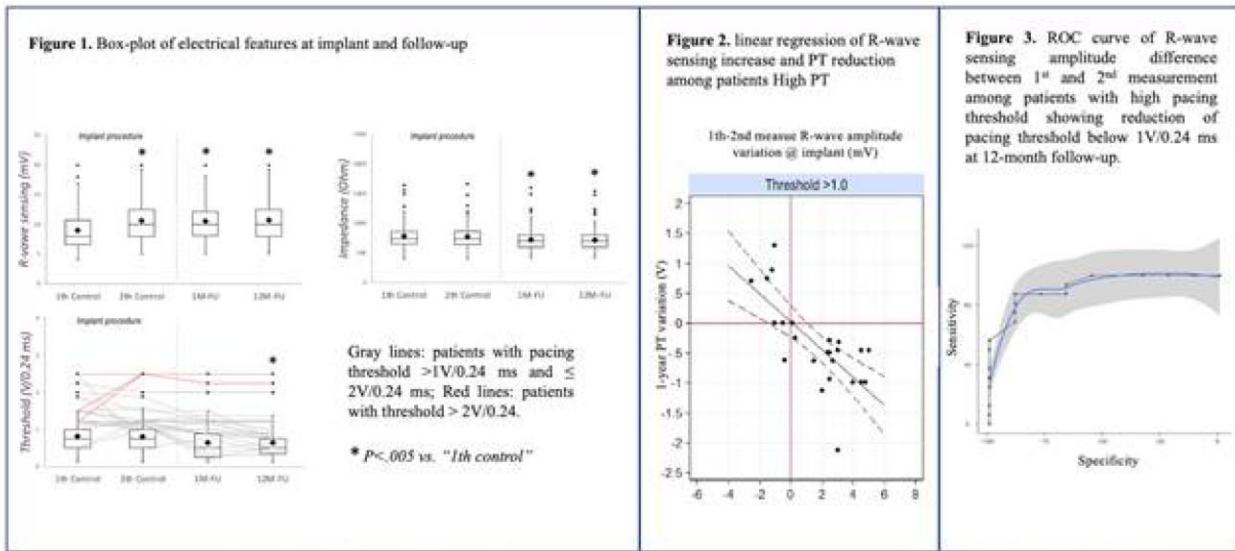 Figure 1. Box-plot of electrical features at implant and follow-up
Implant procedure
R-vawe sensing (mV)
1th Control
2th Control
1M-FU
12M-FU
Implant procedure
Impedance (Ohm)
1th Control
2th Control
1M-FU
12M-FU
Implant procedure
Threshold (V/0.24 ms)
1th Control
2th Control
1M-FU
12M-FU
Gray lines: patients with pacing
threshold >1V/0.24 ms and ≤
2V/0.24 ms; Red lines: patients
with threshold > 2V/0.24.
* P<.005 vs. “1th control”
Figure 2. linear regression of R-wave
sensing increase and PT reduction
among patients High PT
1th-2nd measue R-wave amplitude
variation @ implant (mV)
Threshold >1.0
1-year PT variation (V)
2
1.5
1
.5
0
-0.5
-1
-1.5
-2
-2.5
-6 -4 -2 0 2 4 6 8
Figure 3. ROC curve of R-wave
sensing amplitude difference
between 1st and 2nd measurement
among patients with high pacing
threshold showing reduction of
pacing threshold below 1V/0.24 ms
at 12-month follow-up.
Sensitivity
Specificity